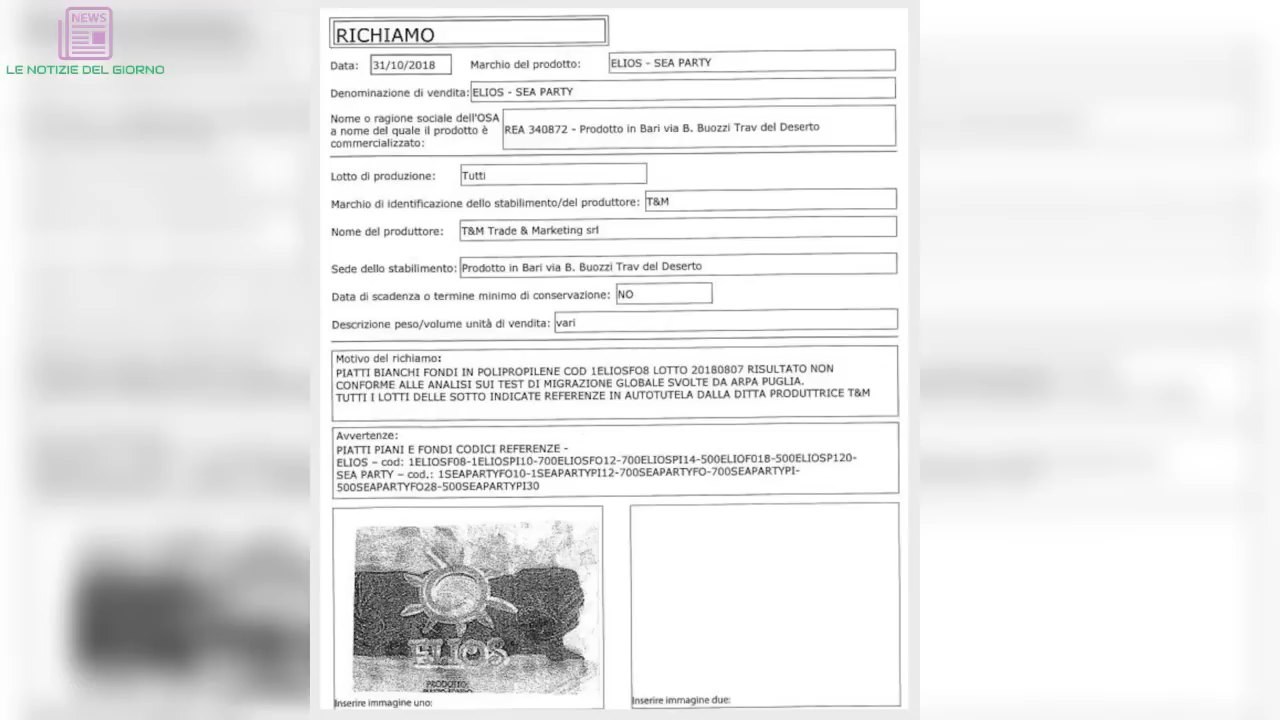 NEWS
LE NOTIZIE DEL GIORNO
RICHIAMO
Data: 31/10/2018 Marchio del prodotto: ELIOS - SEA PARTY
Denominazione di vendita: ELIOS - SEA PARTY
Nome o ragione sociale dell'OSA
a nome del quale il prodotto è
commercializzato:
REA 340872 - Prodotto in Bari via B. Buozzi Trav del Deserto
Lotto di produzione: Tutti
Marchio di identificazione dello stabilimento/del produttore: T&M
Nome del produttore: T&M Trade & Marketing srl
Sede dello stabilimento: Prodotto in Bari via B. Buozzi Trav del Deserto
Data di scadenza o termine minimo di conservazione: NO
Descrizione peso/volume unità di vendita: vari
Motivo del richiamo:
PIATTI BIANCHI FONDI IN POLIPROPILENE COD 1ELIOSFO8 LOTTO 20180807 RISULTATO NON
CONFORME ALLE ANALISI SUI TEST DI MIGRAZIONE GLOBALE SVOLTE DA ARPA PUGLIA.
TUTTI I LOTTI DELLE SOTTO INDICATE REFERENZE IN AUTOTUTELA DALLA DITTA PRODUTTRICE T&M
Avvertenze:
PIATTI PIANI E FONDI CODICI REFERENZE -
ELIOS – cod: 1ELIOSF08-1ELIOSPI10-700ELIOSFO12-700ELIOSPI14-500ELIOF018-500ELIOSP120-
SEA PARTY – cod.: 1SEAPARTYFO10-1SEAPARTYPI12-700SEAPARTYFO-700SEAPARTYPI-
500SEAPARTYFO28-500SEAPARTYPI30
ELIOS
PRODOTTO
Inserire immagine uno:
Inserire immagine due: